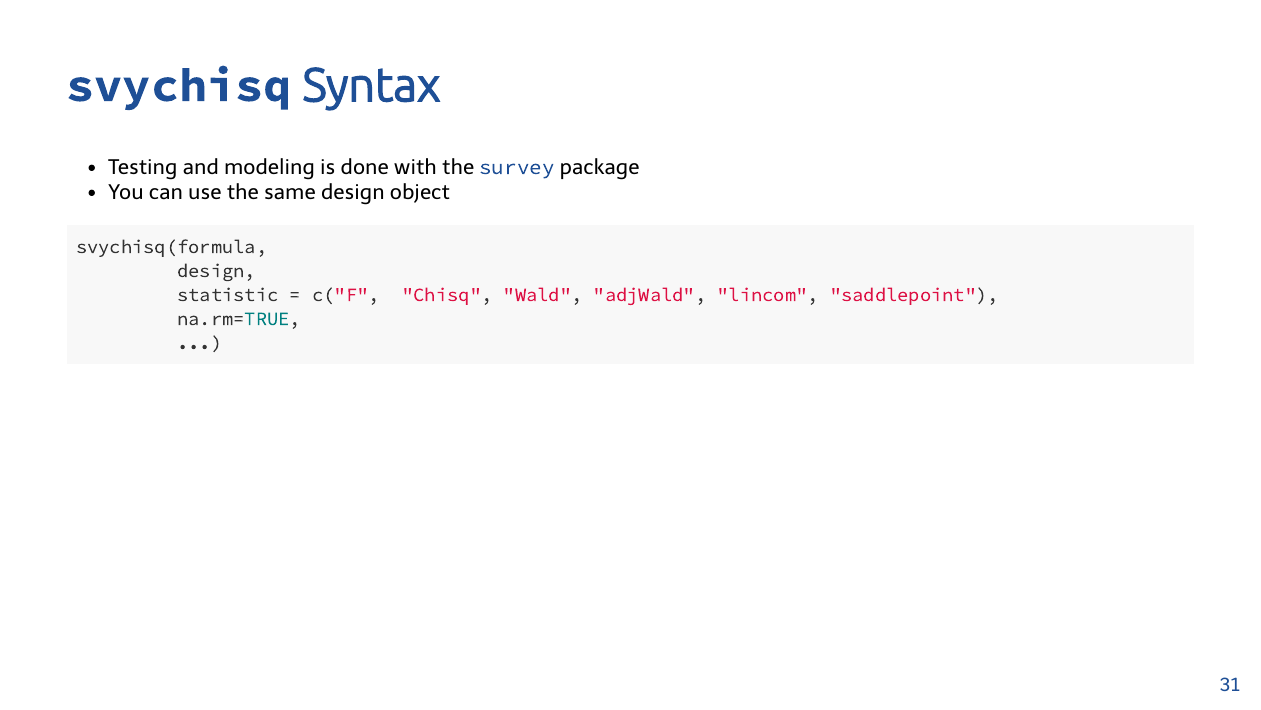 svychisq Syntax
• Testing and modeling is done with the survey package
• You can use the same design object
svychisq(formula,
         design,
         statistic = c("F",  "Chisq", "Wald", "adjWald", "lincom", "saddlepoint"),
         na.rm=TRUE,
         ...)
31